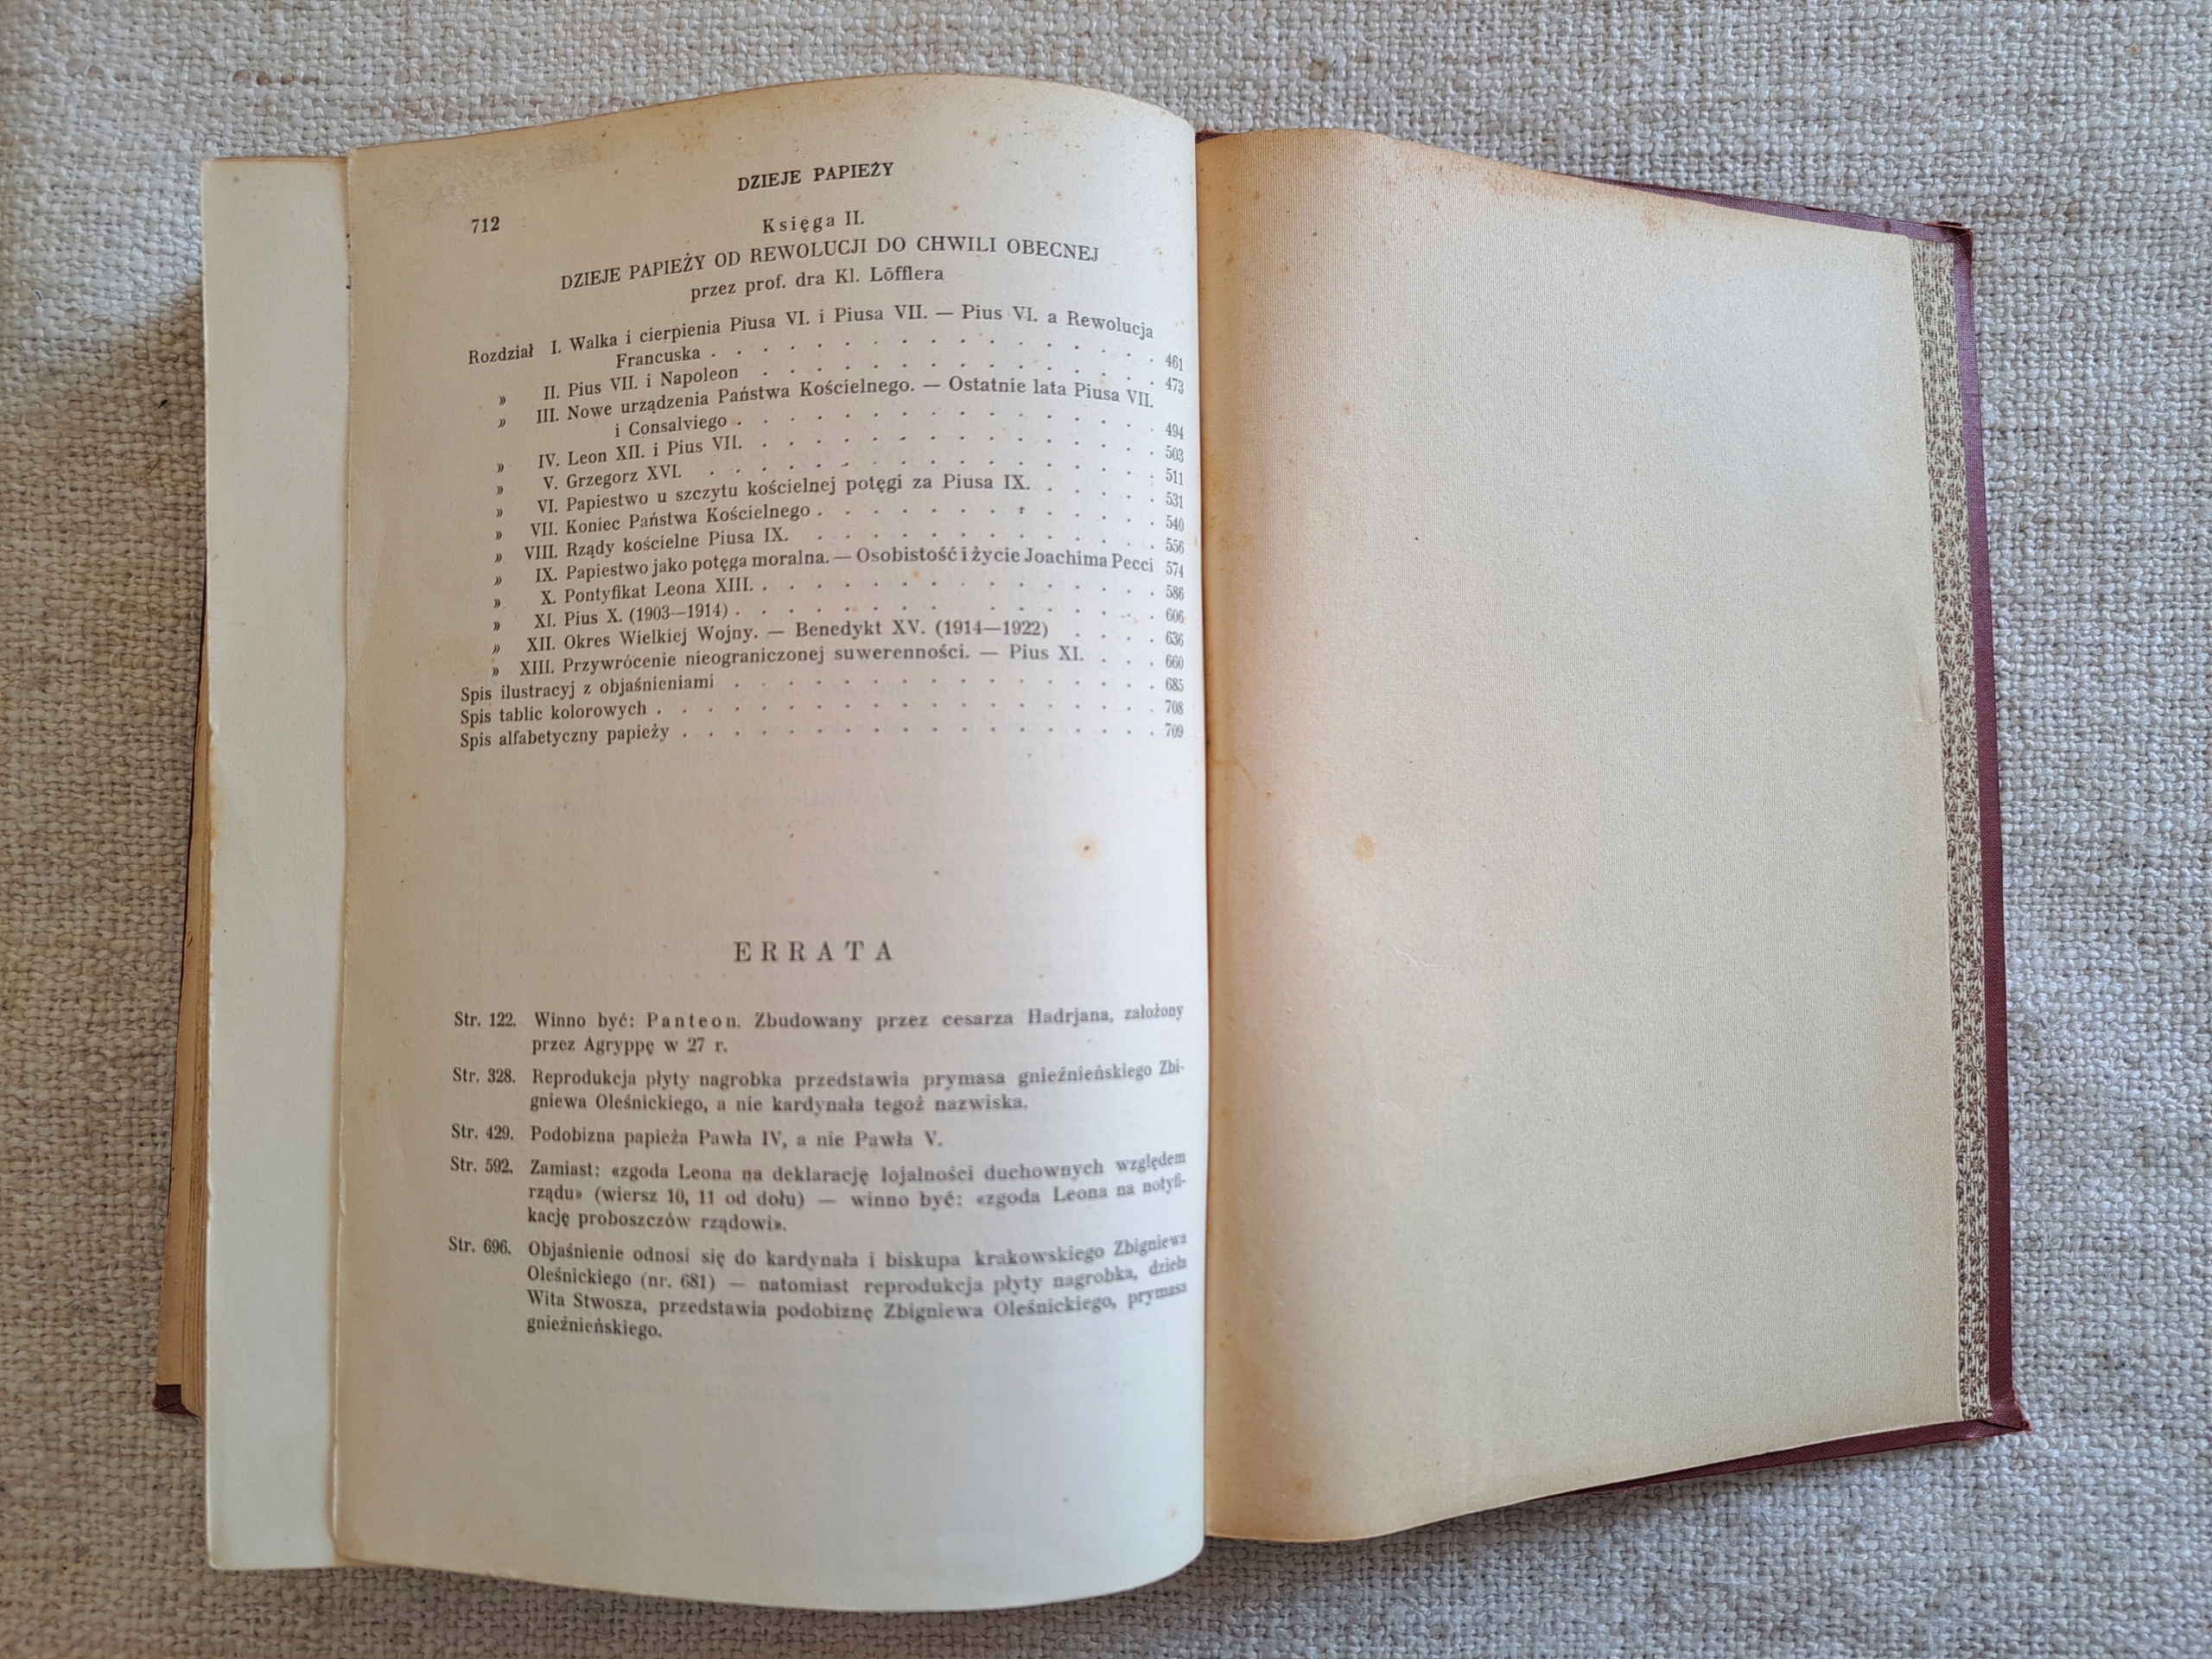 DZIEJE PAPIEŻY
712
Księga II.
DZIEJE PAPIEŻY OD REWOLUCJI DO CHWILI OBECNEJ
przez prof. dra Kl. Löfflera
Rozdział I. Walka i cierpienia Piusa VI. i Piusa VII. — Pius VI. a Rewolucja
Francuska . . . . . . . . . . . . . . . . . 461
» II. Pius VII. i Napoleon . . . . . . . . . . . . . . . . 473
» III. Nowe urządzenia Państwa Kościelnego. — Ostatnie lata Piusa VII.
i Consalviego . . . . . . . . . . . . . . . . 494
» IV. Leon XII. i Pius VII. . . . . . . . . . . . . . . . 503
» V. Grzegorz XVI. . . . . . . . . . . . . . . . . . 511
» VI. Papiestwo u szczytu kościelnej potęgi za Piusa IX. . . . . . 531
» VII. Koniec Państwa Kościelnego . . . . . . . . . . . . . 540
» VIII. Rządy kościelne Piusa IX. . . . . . . . . . . . . . 556
» IX. Papiestwo jako potęga moralna. — Osobistość i życie Joachima Pecci 574
» X. Pontyfikat Leona XIII. . . . . . . . . . . . . . . . 586
» XI. Pius X. (1903—1914) . . . . . . . . . . . . . . . . 606
» XII. Okres Wielkiej Wojny. — Benedykt XV. (1914—1922) . . . . 636
» XIII. Przywrócenie nieograniczonej suwerenności. — Pius XI. . . . 660
Spis ilustracyj z objaśnieniami . . . . . . . . . . . . . . . . 685
Spis tablic kolorowych . . . . . . . . . . . . . . . . . . . 708
Spis alfabetyczny papieży . . . . . . . . . . . . . . . . . . 709
ERRATA
Str. 122. Winno być: Panteon. Zbudowany przez cesarza Hadrjana, założony
przez Agryppę w 27 r.
Str. 328. Reprodukcja płyty nagrobka przedstawia prymasa gnieźnieńskiego Zbi-
gniewa Oleśnickiego, a nie kardynała tegoż nazwiska.
Str. 429. Podobizna papieża Pawła IV, a nie Pawła V.
Str. 592. Zamiast: «zgoda Leona na deklarację lojalności duchownych względem
rządu» (wiersz 10, 11 od dołu) — winno być: «zgoda Leona na notyfi-
kację proboszczów rządowi».
Str. 696. Objaśnienie odnosi się do kardynała i biskupa krakowskiego Zbigniewa
Oleśnickiego (nr. 681) — natomiast reprodukcja płyty nagrobka, dzieła
Wita Stwosza, przedstawia podobiznę Zbigniewa Oleśnickiego, prymasa
gnieźnieńskiego.